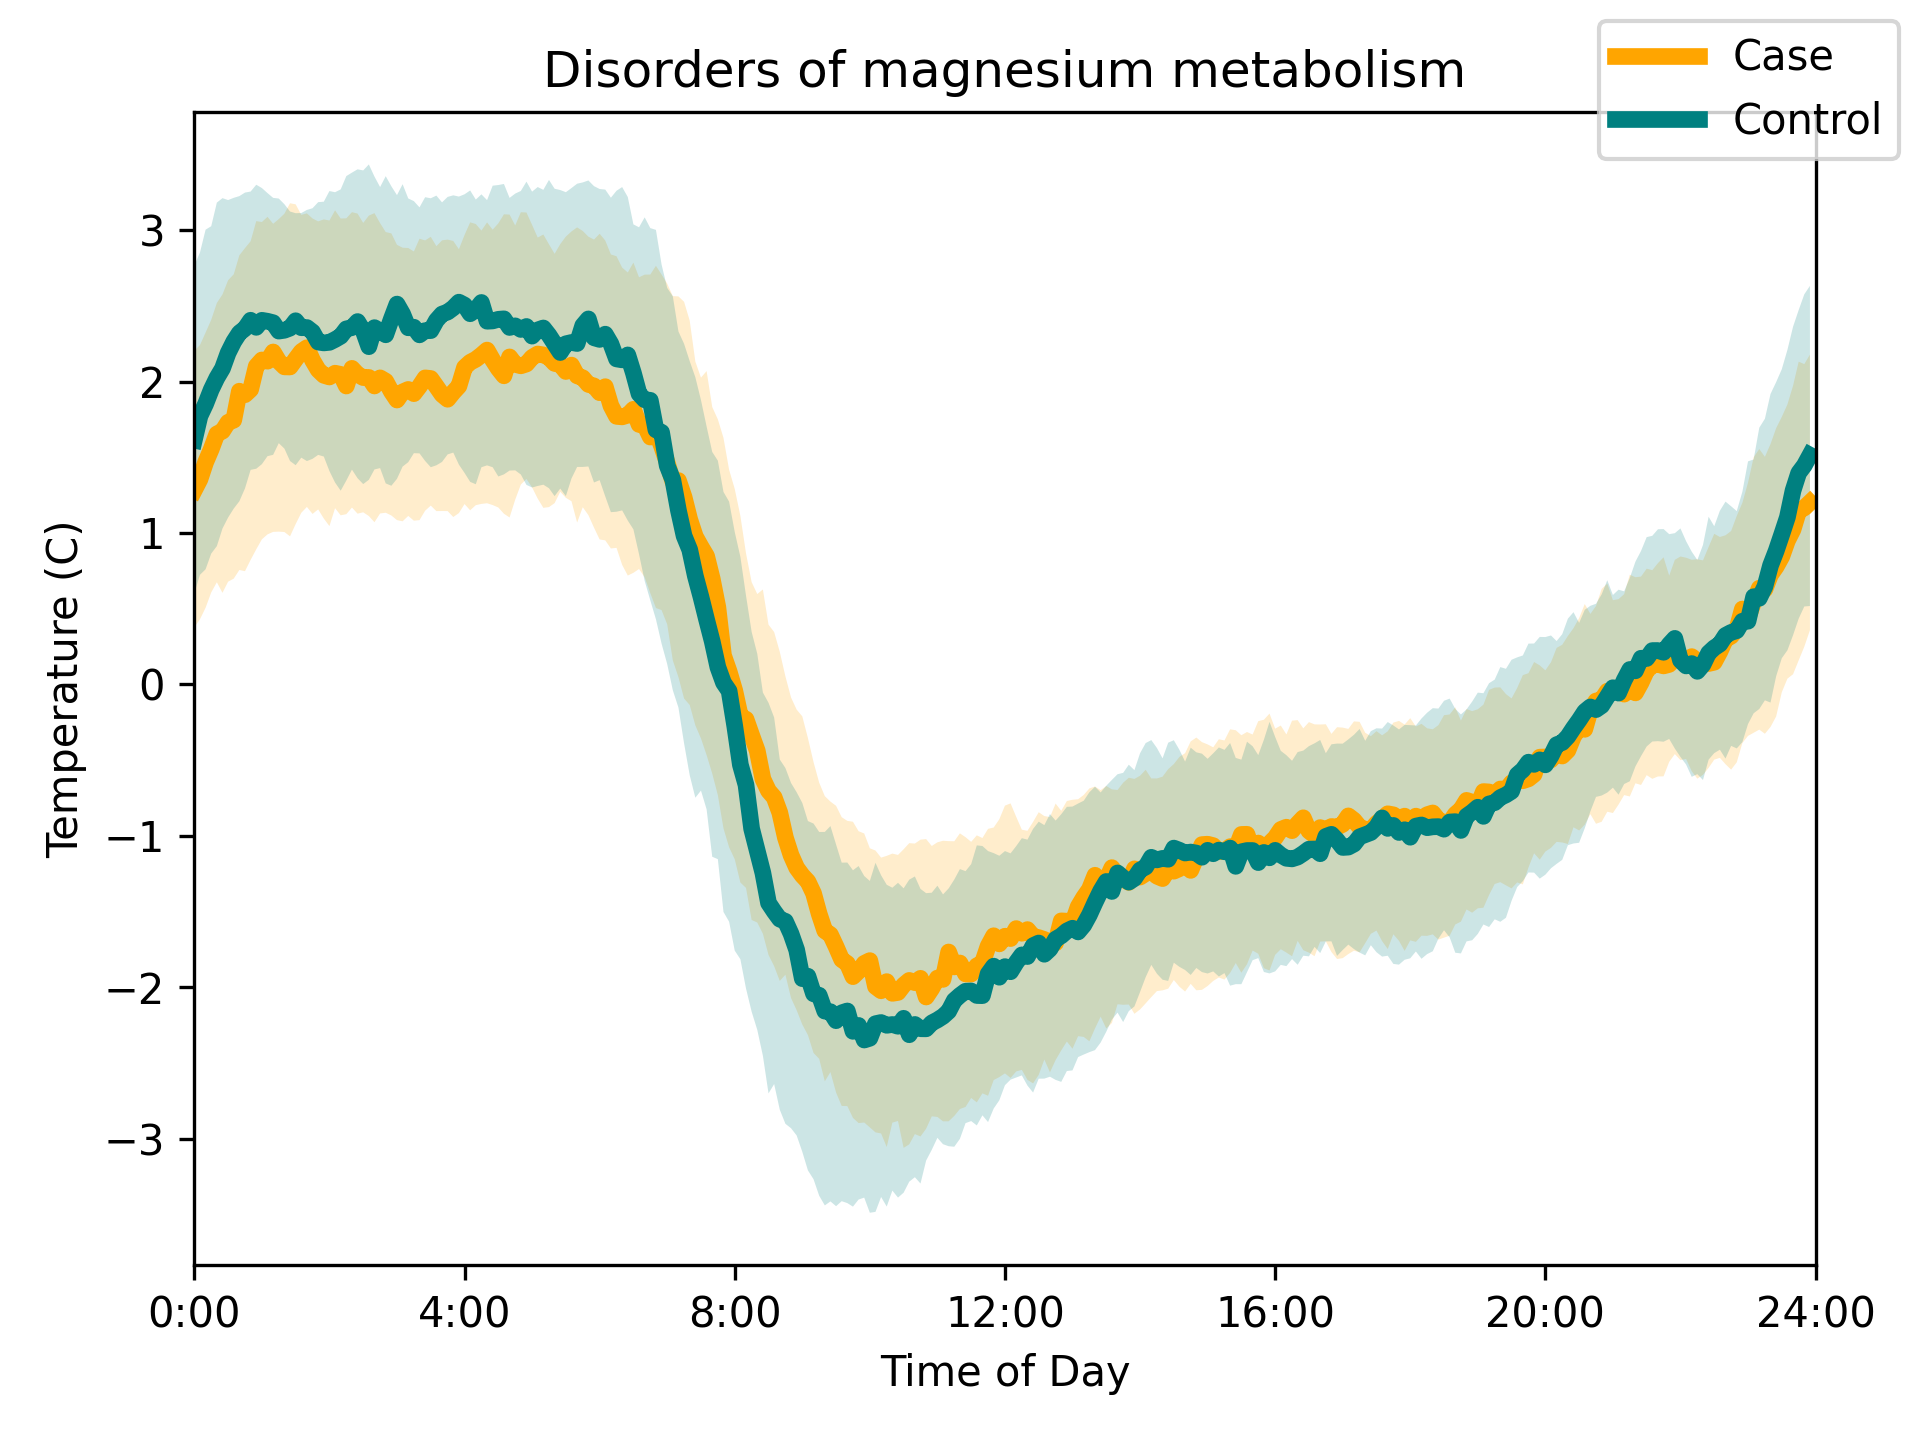 Disorders of magnesium metabolism
Case
Control
Temperature (C)
3
2
1
0
−1
−2
−3
0:00 4:00 8:00 12:00 16:00 20:00 24:00
Time of Day